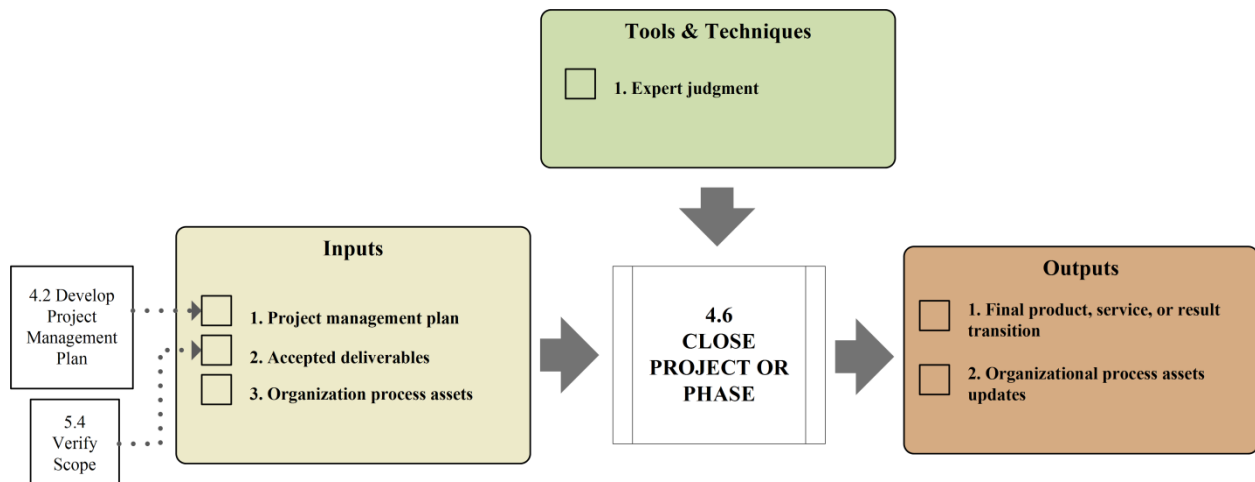 Tools & Techniques
1. Expert judgment
Inputs
1. Project management plan
2. Accepted deliverables
3. Organization process assets
4.2 Develop
Project
Management
Plan
5.4
Verify
Scope
4.6
CLOSE
PROJECT OR
PHASE
Outputs
1. Final product, service, or result
transition
2. Organizational process assets
updates